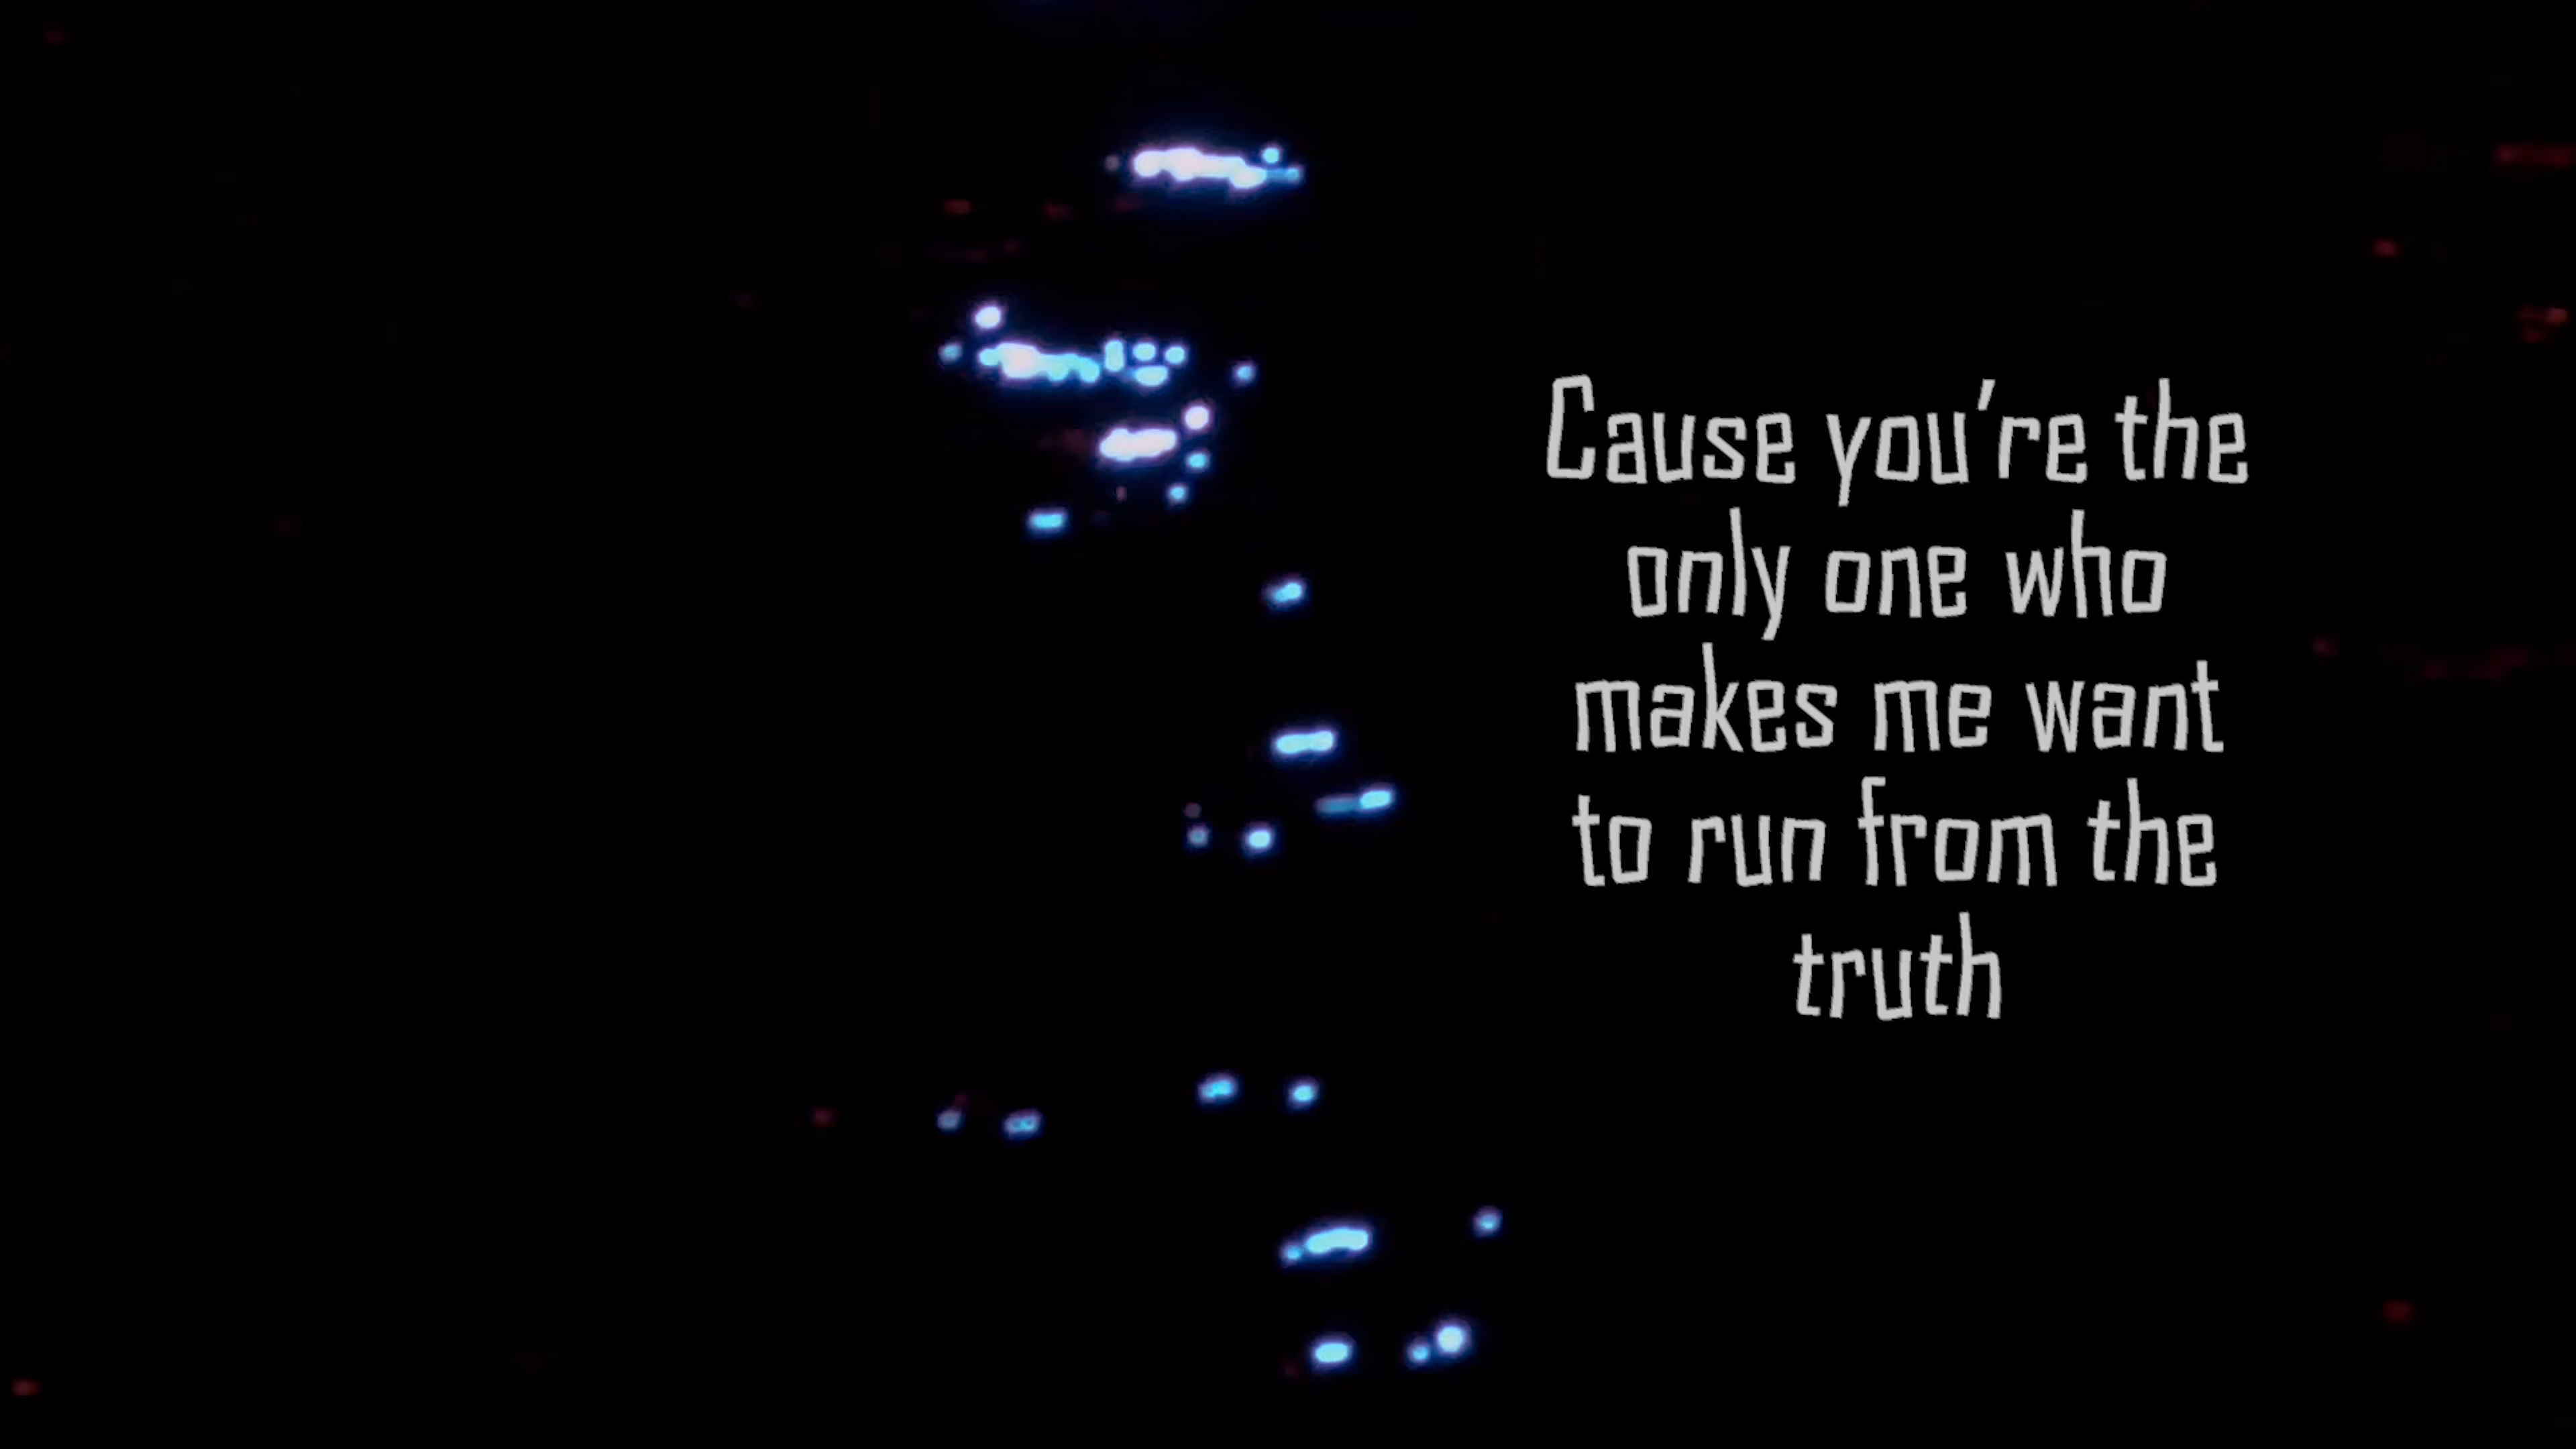 Cause you're the
only one who
makes me want
to run from the
truth